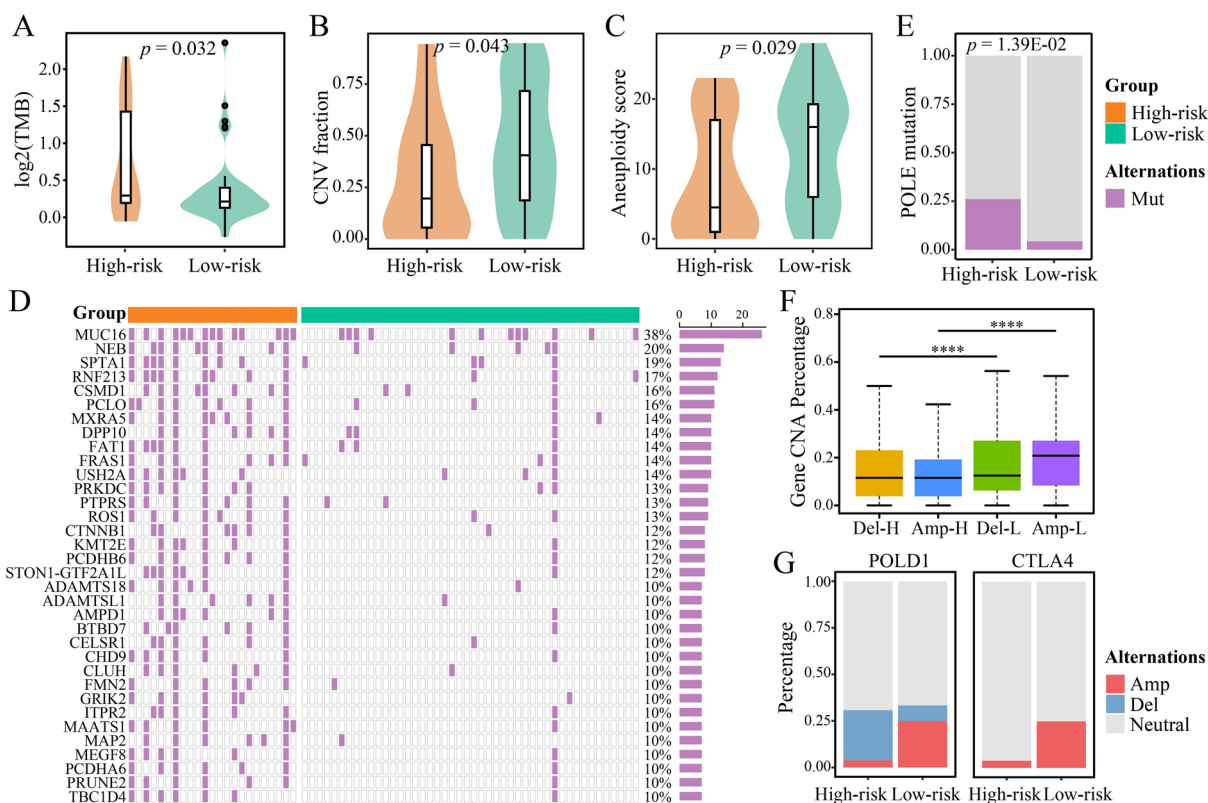 A
p = 0.032
log2(TMB)
2.0
1.5
1.0
0.5
0.0
High-risk
Low-risk
B
p = 0.043
CNV fraction
0.75
0.50
0.25
0.00
High-risk
Low-risk
C
p = 0.029
Aneuploidy score
20
10
0
High-risk
Low-risk
E
p = 1.39E-02
POLE mutation
1.00
0.75
0.50
0.25
0.00
High-risk
Low-risk
Group
High-risk
Low-risk
Alternations
Mut
D
Group
0 10 20
MUC16 38%
NEB 20%
SPTA1 19%
RNF213 17%
CSMD1 16%
PCLO 16%
MXRA5 14%
DPP10 14%
FAT1 14%
FRAS1 14%
USH2A 14%
PRKDC 13%
PTPRS 13%
ROS1 13%
CTNNB1 12%
KMT2E 12%
PCDHB6 12%
STON1-GTF2A1L 12%
ADAMTS18 10%
ADAMTSL1 10%
AMPD1 10%
BTBD7 10%
CELSR1 10%
CHD9 10%
CLUH 10%
FMN2 10%
GRIK2 10%
ITPR2 10%
MAATS1 10%
MAP2 10%
MEGF8 10%
PCDHA6 10%
PRUNE2 10%
TBC1D4 10%
F
Gene CNA Percentage
0.8
0.6
0.4
0.2
0.0
****
****
Del-H
Amp-H
Del-L
Amp-L
G
POLD1
CTLA4
Percentage
1.00
0.75
0.50
0.25
0.00
High-risk
Low-risk
High-risk
Low-risk
Alternations
Amp
Del
Neutral